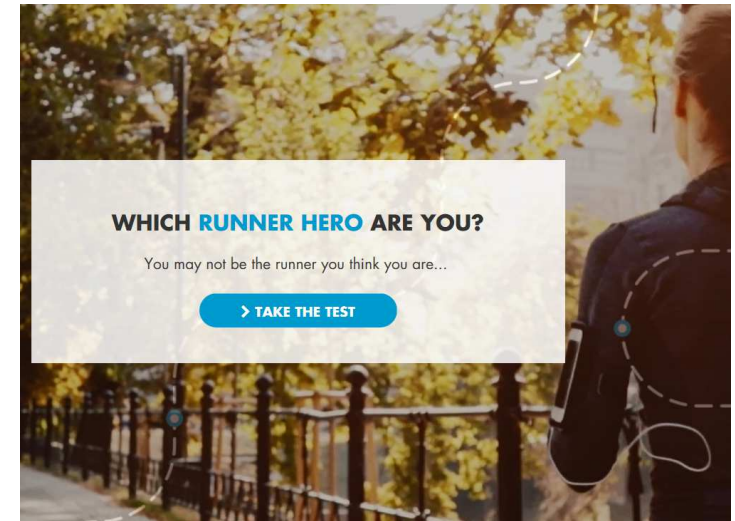 WHICH RUNNER HERO ARE YOU?
You may not be the runner you think you are...
> TAKE THE TEST